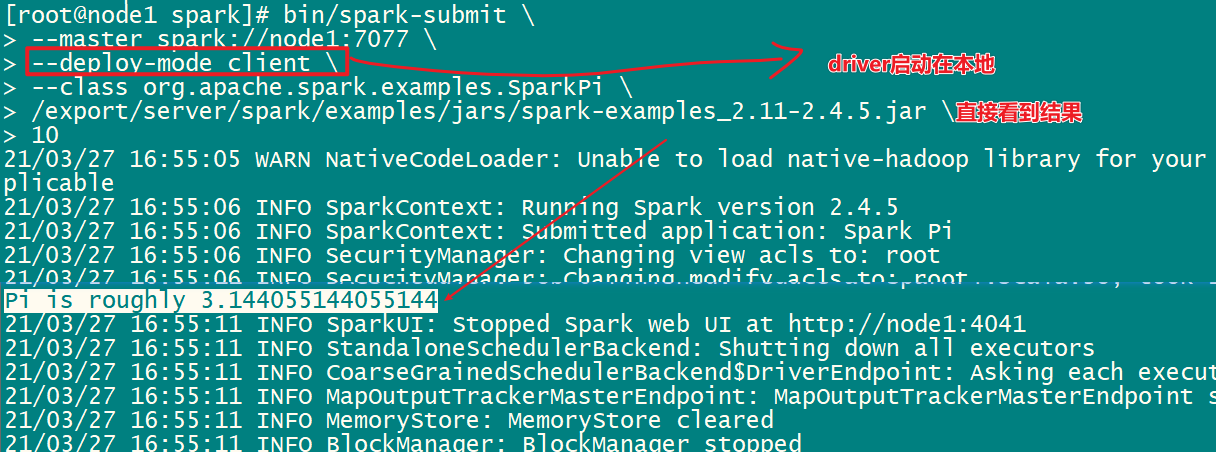 [root@node1 spark]# bin/spark-submit \
> --master spark://node1:7077 \
> --deploy-mode client \
driver启动在本地
> --class org.apache.spark.examples.SparkPi \
> /export/server/spark/examples/jars/spark-examples_2.11-2.4.5.jar \直接看到结果
> 10
21/03/27 16:55:05 WARN NativeCodeLoader: Unable to load native-hadoop library for your
plicable
21/03/27 16:55:06 INFO SparkContext: Running Spark version 2.4.5
21/03/27 16:55:06 INFO SparkContext: Submitted application: Spark Pi
21/03/27 16:55:06 INFO SecurityManager: Changing view acls to: root
21/03/27 16:55:06 INFO SecurityManager: Changing modify acls to: root
Pi is roughly 3.144055144055144
21/03/27 16:55:11 INFO SparkUI: Stopped Spark web UI at http://node1:4041
21/03/27 16:55:11 INFO StandaloneSchedulerBackend: Shutting down all executors
21/03/27 16:55:11 INFO CoarseGrainedSchedulerBackend$DriverEndpoint: Asking each execut
21/03/27 16:55:11 INFO MapOutputTrackerMasterEndpoint: MapOutputTrackerMasterEndpoint s
21/03/27 16:55:11 INFO MemoryStore: MemoryStore cleared
21/03/27 16:55:11 INFO BlockManager: BlockManager stopped